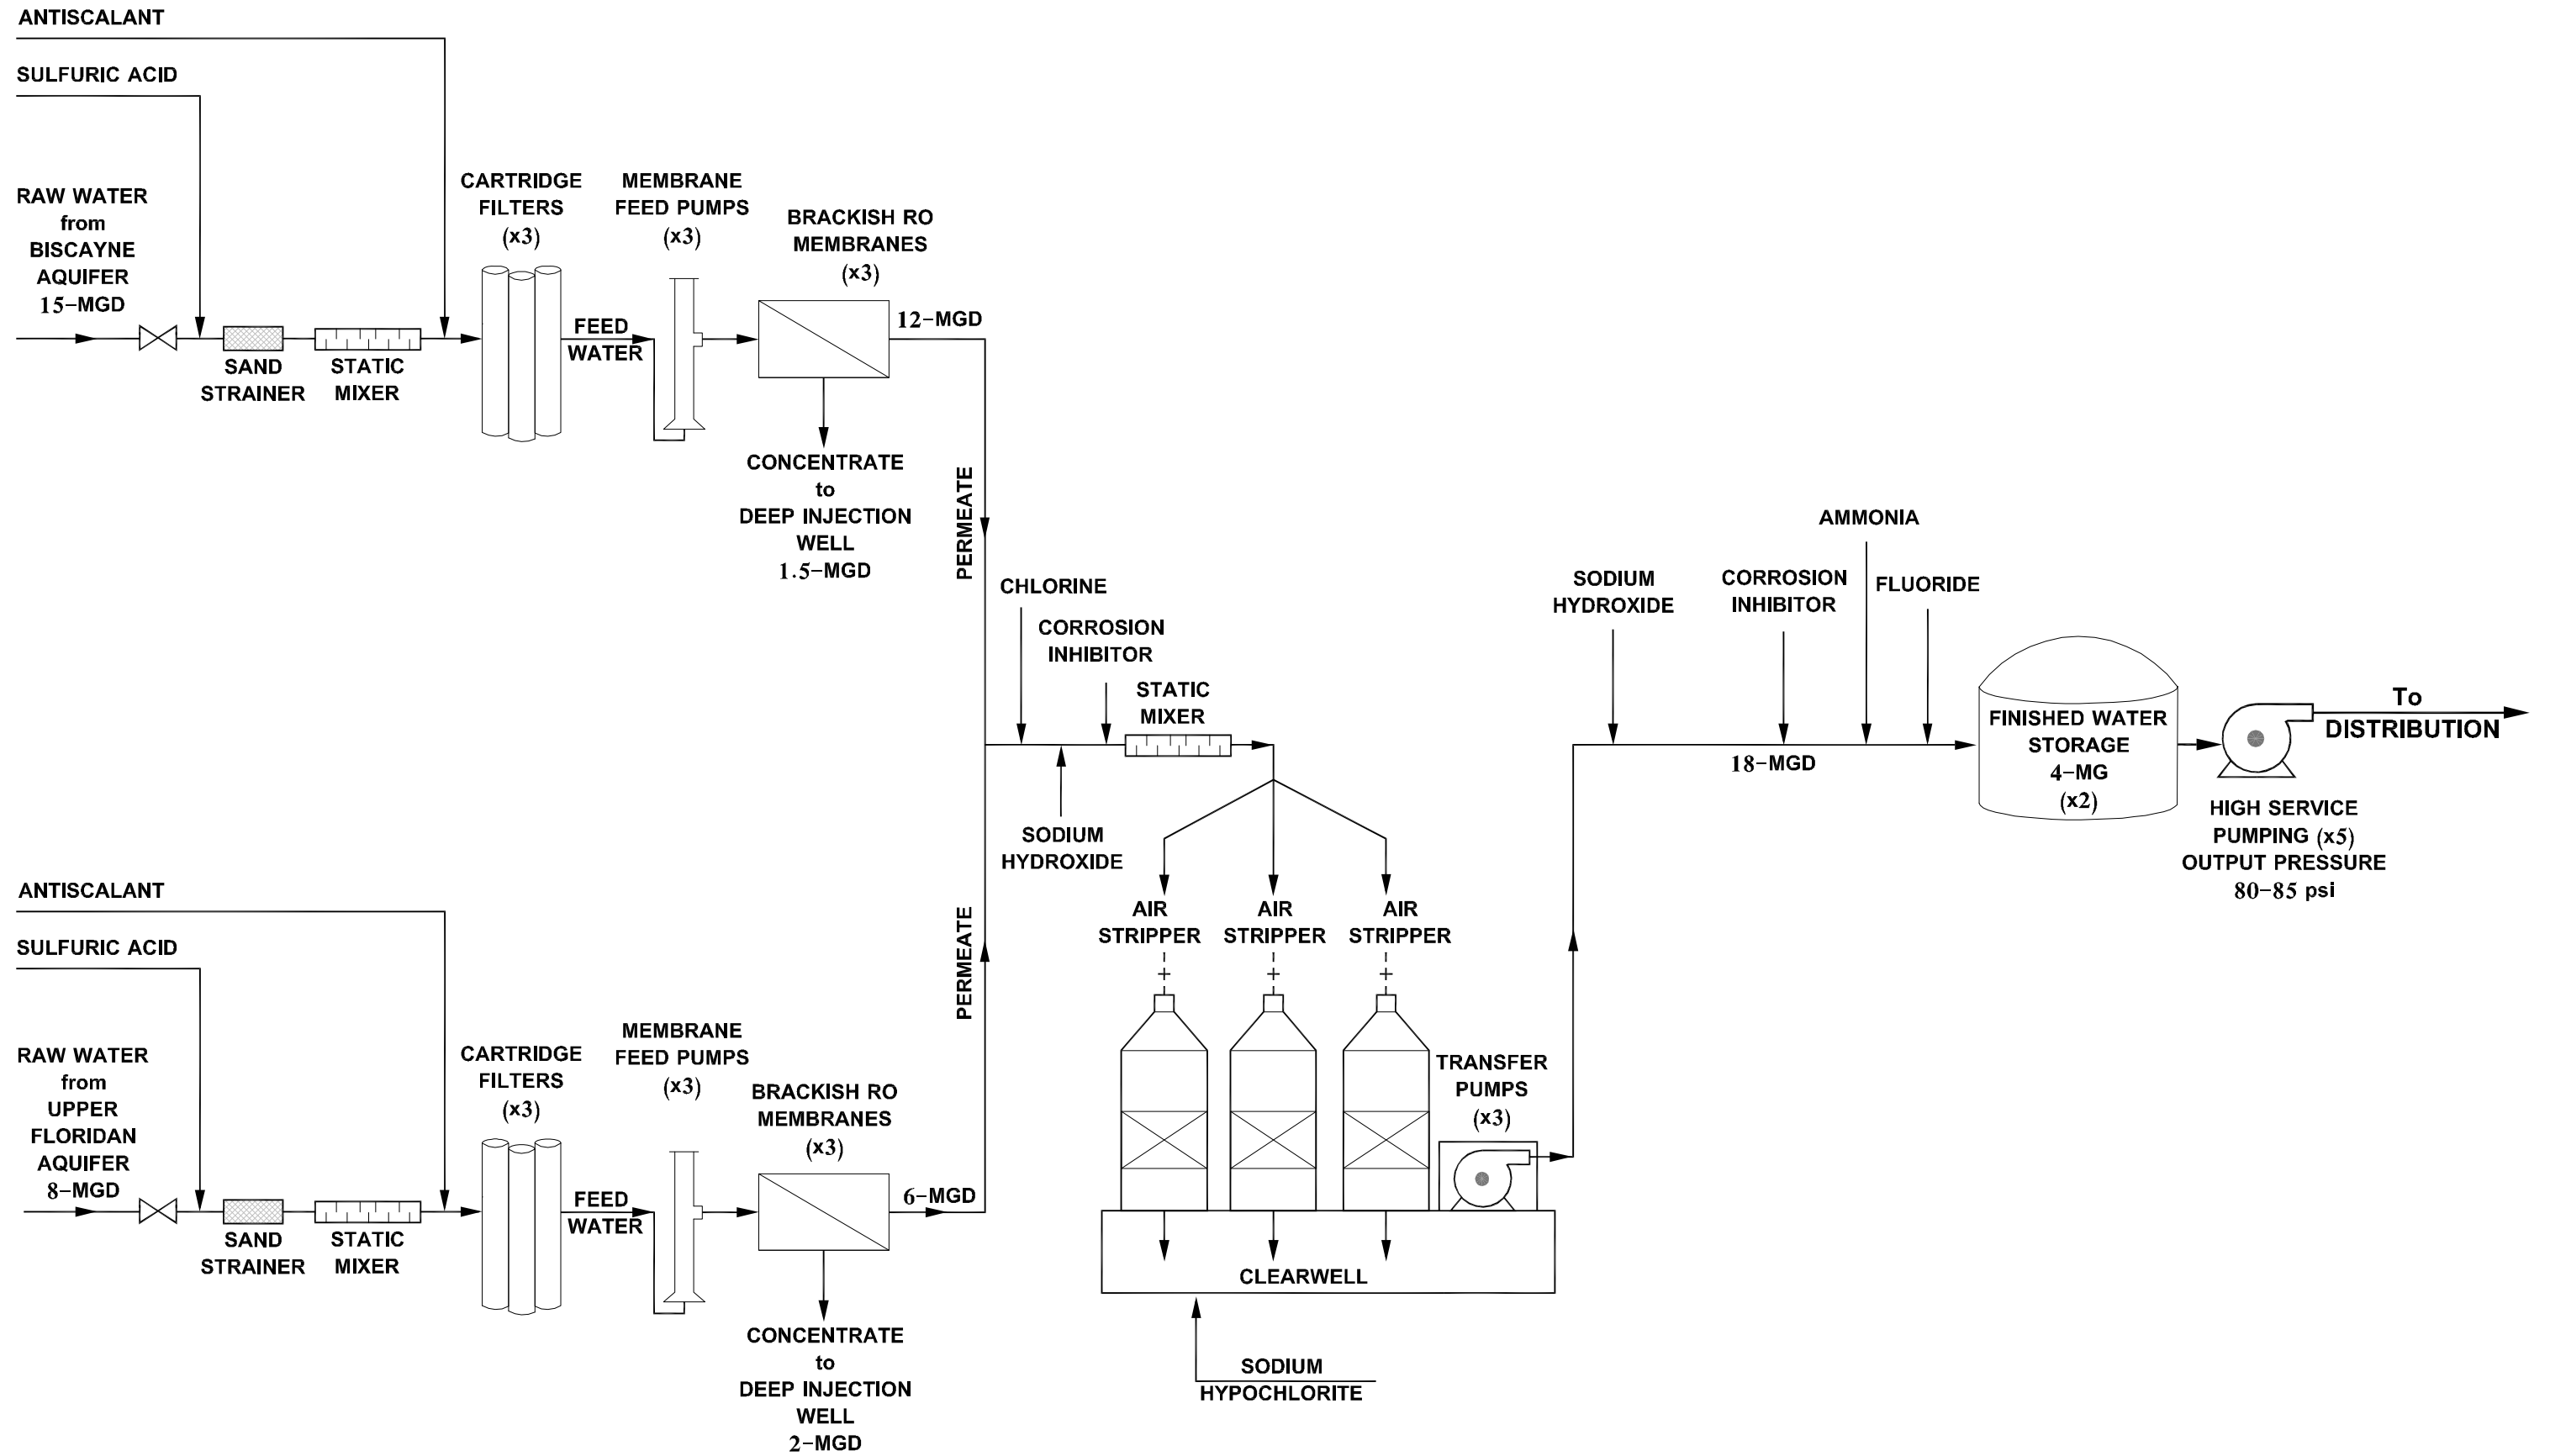 ANTISCALANT
SULFURIC ACID
RAW WATER
from
BISCAYNE
AQUIFER
15-MGD
SAND
STRAINER
STATIC
MIXER
CARTRIDGE
FILTERS
(x3)
FEED
WATER
MEMBRANE
FEED PUMPS
(x3)
BRACKISH RO
MEMBRANES
(x3)
12-MGD
CONCENTRATE
to
DEEP INJECTION
WELL
1.5-MGD
PERMEATE
ANTISCALANT
SULFURIC ACID
RAW WATER
from
UPPER
FLORIDAN
AQUIFER
8-MGD
SAND
STRAINER
STATIC
MIXER
CARTRIDGE
FILTERS
(x3)
FEED
WATER
MEMBRANE
FEED PUMPS
(x3)
BRACKISH RO
MEMBRANES
(x3)
6-MGD
CONCENTRATE
to
DEEP INJECTION
WELL
2-MGD
PERMEATE
CHLORINE
CORROSION
INHIBITOR
STATIC
MIXER
SODIUM
HYDROXIDE
AIR
STRIPPER
AIR
STRIPPER
AIR
STRIPPER
TRANSFER
PUMPS
(x3)
CLEARWELL
SODIUM
HYPOCHLORITE
SODIUM
HYDROXIDE
CORROSION
INHIBITOR
AMMONIA
FLUORIDE
18-MGD
FINISHED WATER
STORAGE
4-MG
(x2)
HIGH SERVICE
PUMPING (x5)
OUTPUT PRESSURE
80-85 psi
To
DISTRIBUTION